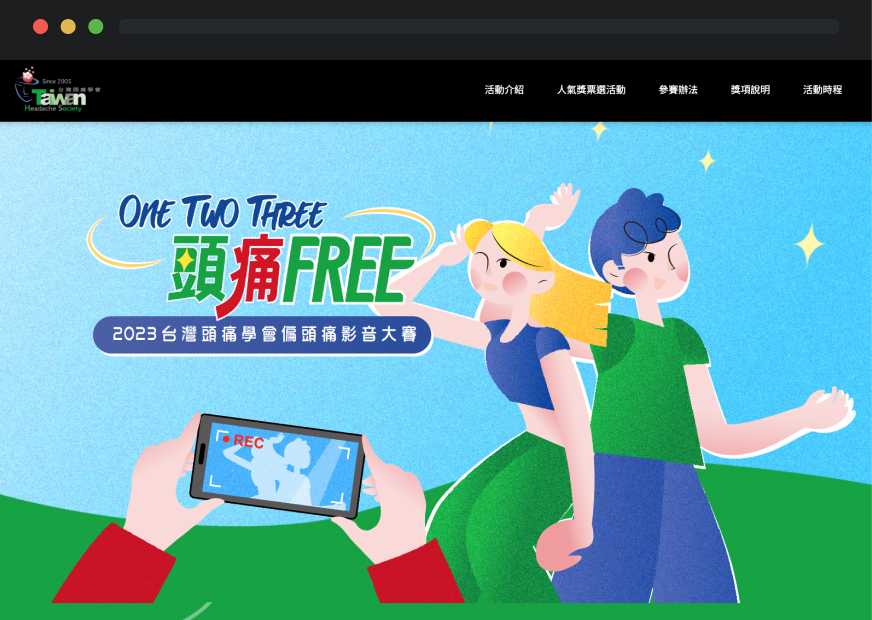 Since 2005
台灣頭痛學會
Taiwan
Headache Society
活動介紹
人氣獎票選活動
參賽辦法
獎項說明
活動時程
ONE TWO THREE
頭痛FREE
2023台灣頭痛學會偏頭痛影音大賽
REC